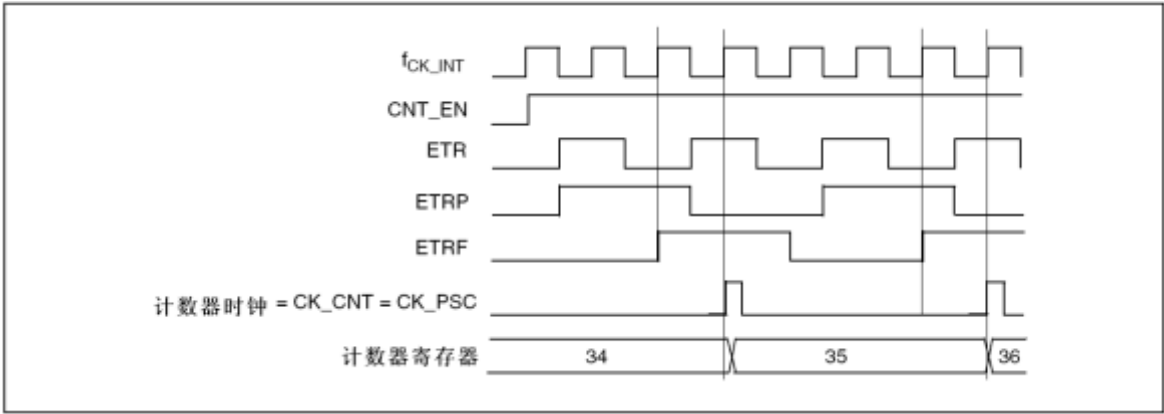 fCK_INT
CNT_EN
ETR
ETRP
ETRF
计数器时钟 = CK_CNT = CK_PSC
计数器寄存器 34 35 36